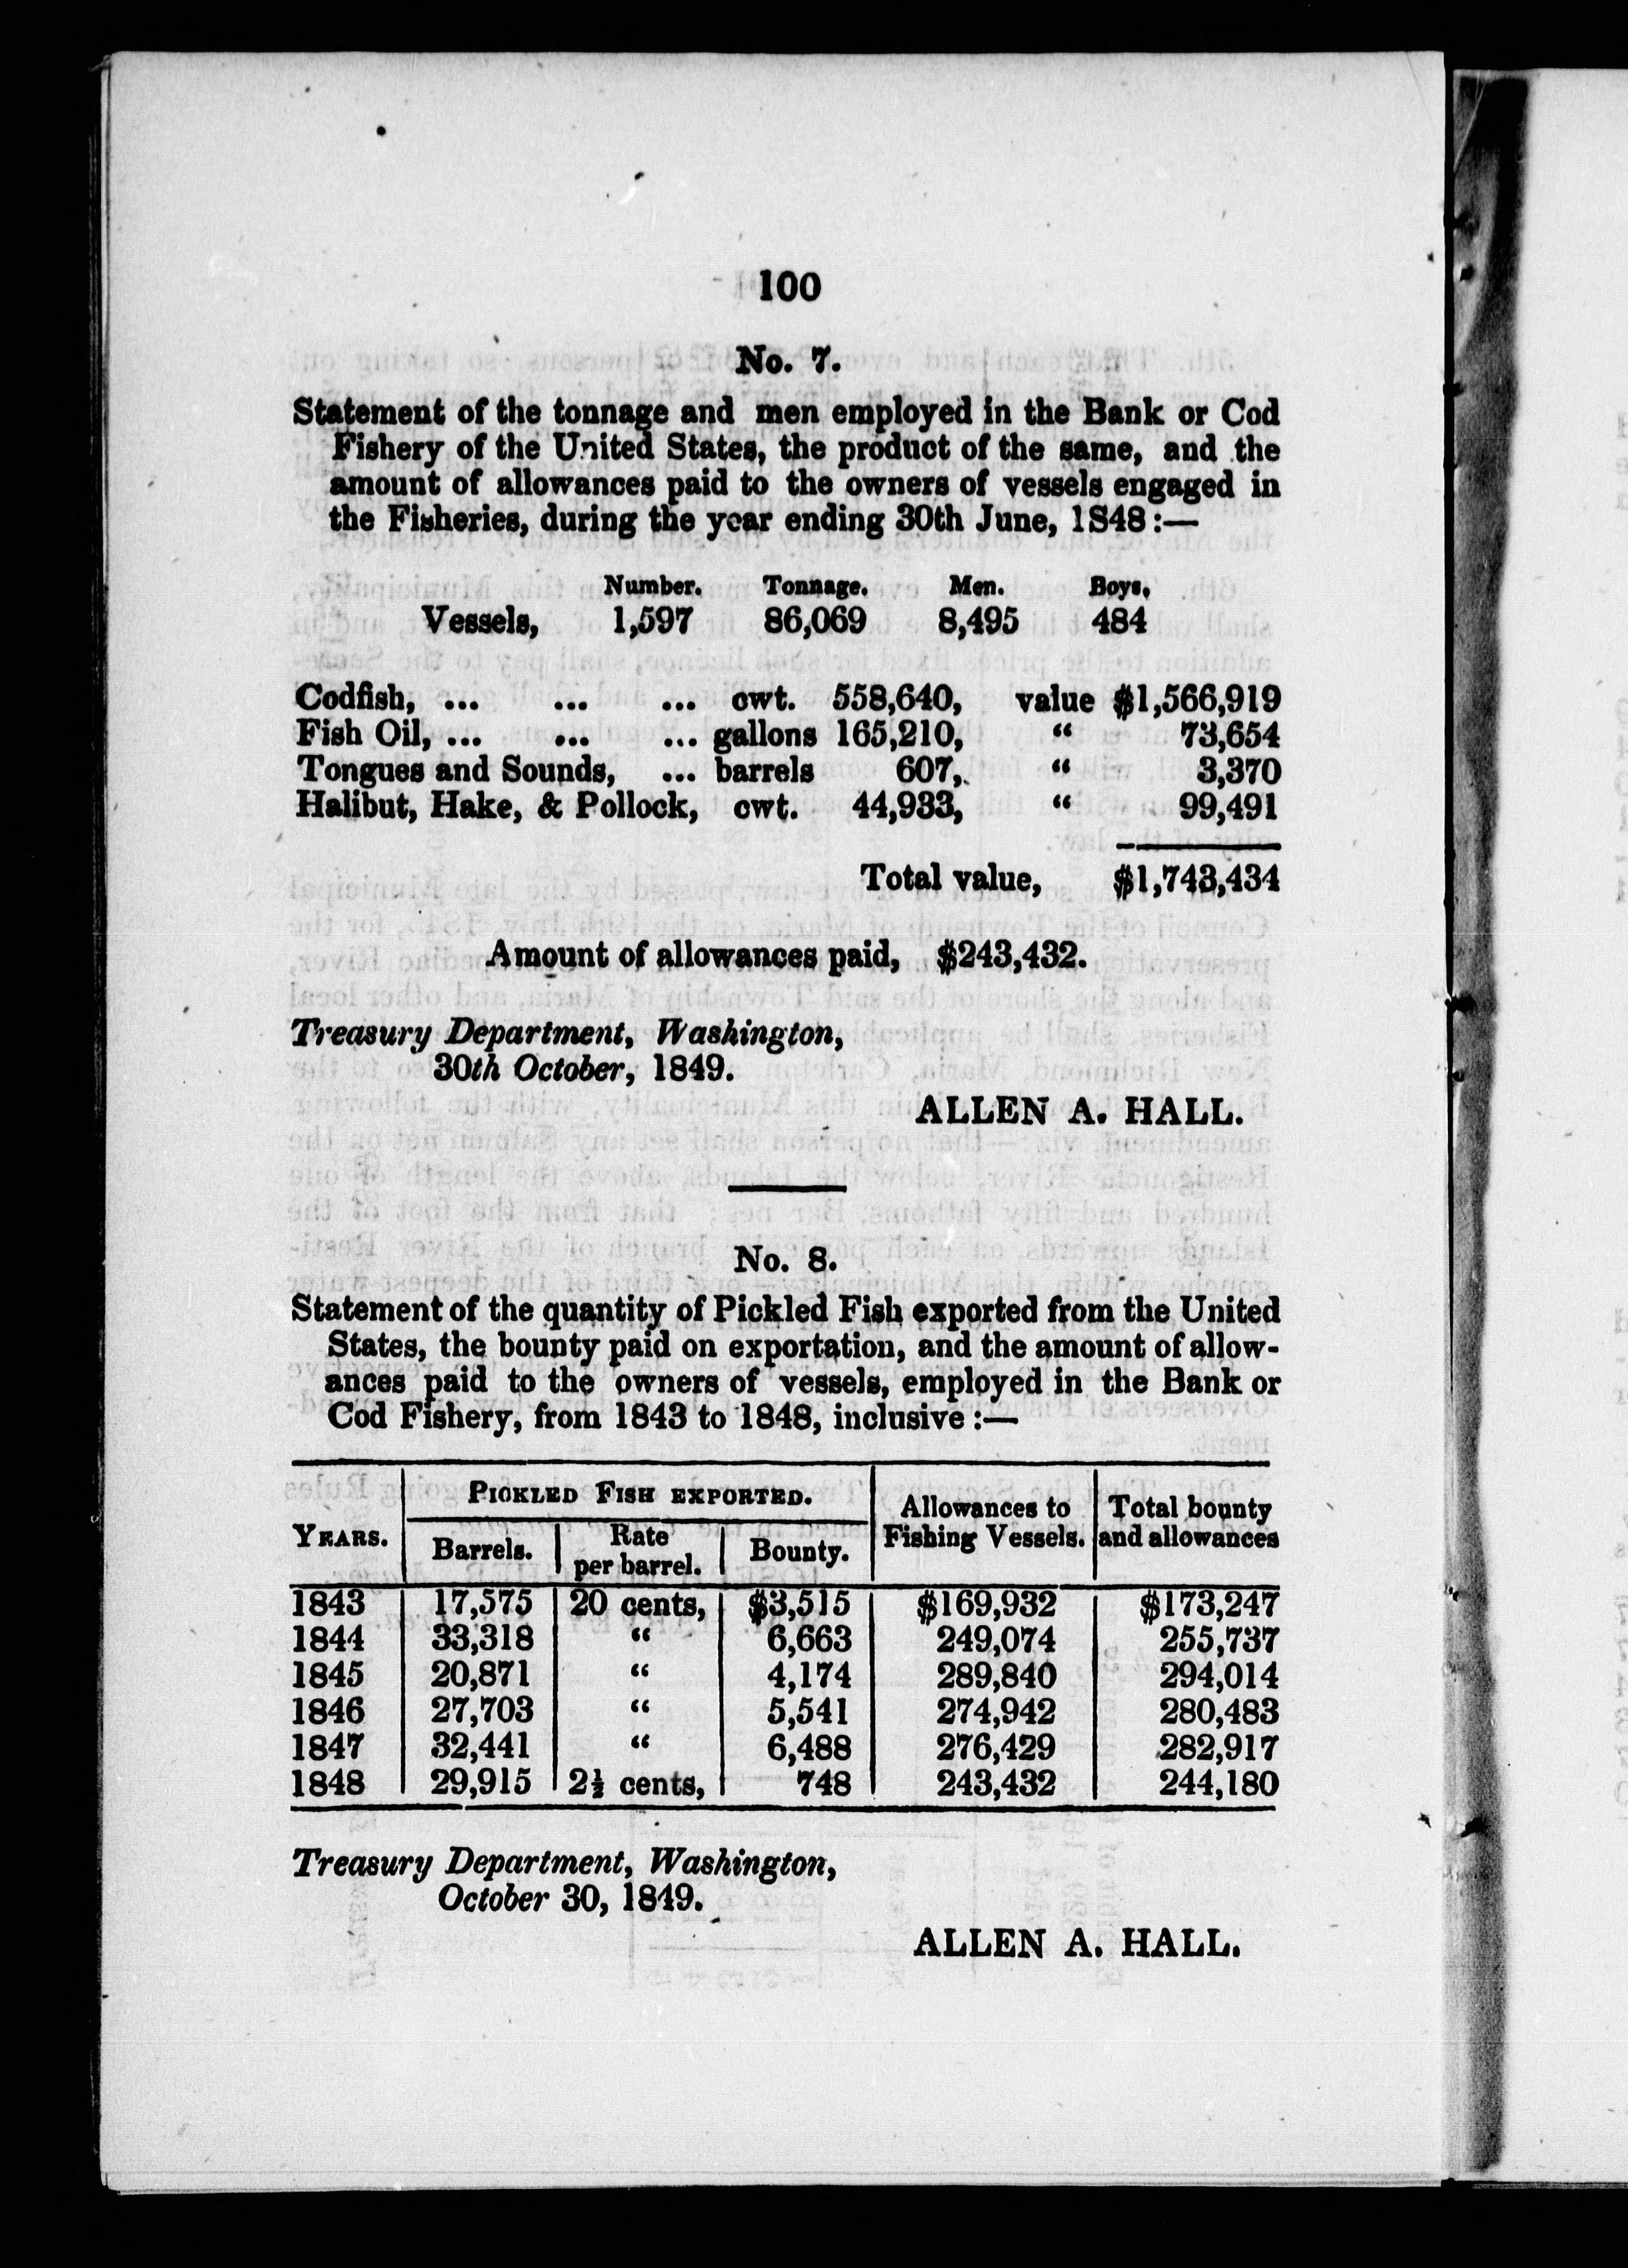 100
No. 7.
Statement of the tonnage and men employed in the Bank or Cod
Fishery of the United States, the product of the same, and the
amount of allowances paid to the owners of vessels engaged in
the Fisheries, during the year ending 30th June, 1848:—
Number. Tonnage. Men. Boys,
Vessels, 1,597 86,069 8,495 484
Codfish, ... ... ... cwt. 558,640, value $1,566,919
Fish Oil, ... ... ... gallons 165,210, “ 73,654
Tongues and Sounds, ... barrels 607, “ 3,370
Halibut, Hake, & Pollock, cwt. 44,933, “ 99,491
Total value, $1,743,434
Amount of allowances paid, $243,432.
Treasury Department, Washington,
30th October, 1849.
ALLEN A. HALL.
No. 8.
Statement of the quantity of Pickled Fish exported from the United
States, the bounty paid on exportation, and the amount of allow-
ances paid to the owners of vessels, employed in the Bank or
Cod Fishery, from 1843 to 1848, inclusive:—
YEARS. PICKLED FISH EXPORTED. Allowances to Fishing Vessels. Total bounty and allowances
Barrels. Rate per barrel. Bounty.
1843 17,575 20 cents, $3,515 $169,932 $173,247
1844 33,318 “ 6,663 249,074 255,737
1845 20,871 “ 4,174 289,840 294,014
1846 27,703 “ 5,541 274,942 280,483
1847 32,441 “ 6,488 276,429 282,917
1848 29,915 2½ cents, 748 243,432 244,180
Treasury Department, Washington,
October 30, 1849.
ALLEN A. HALL.